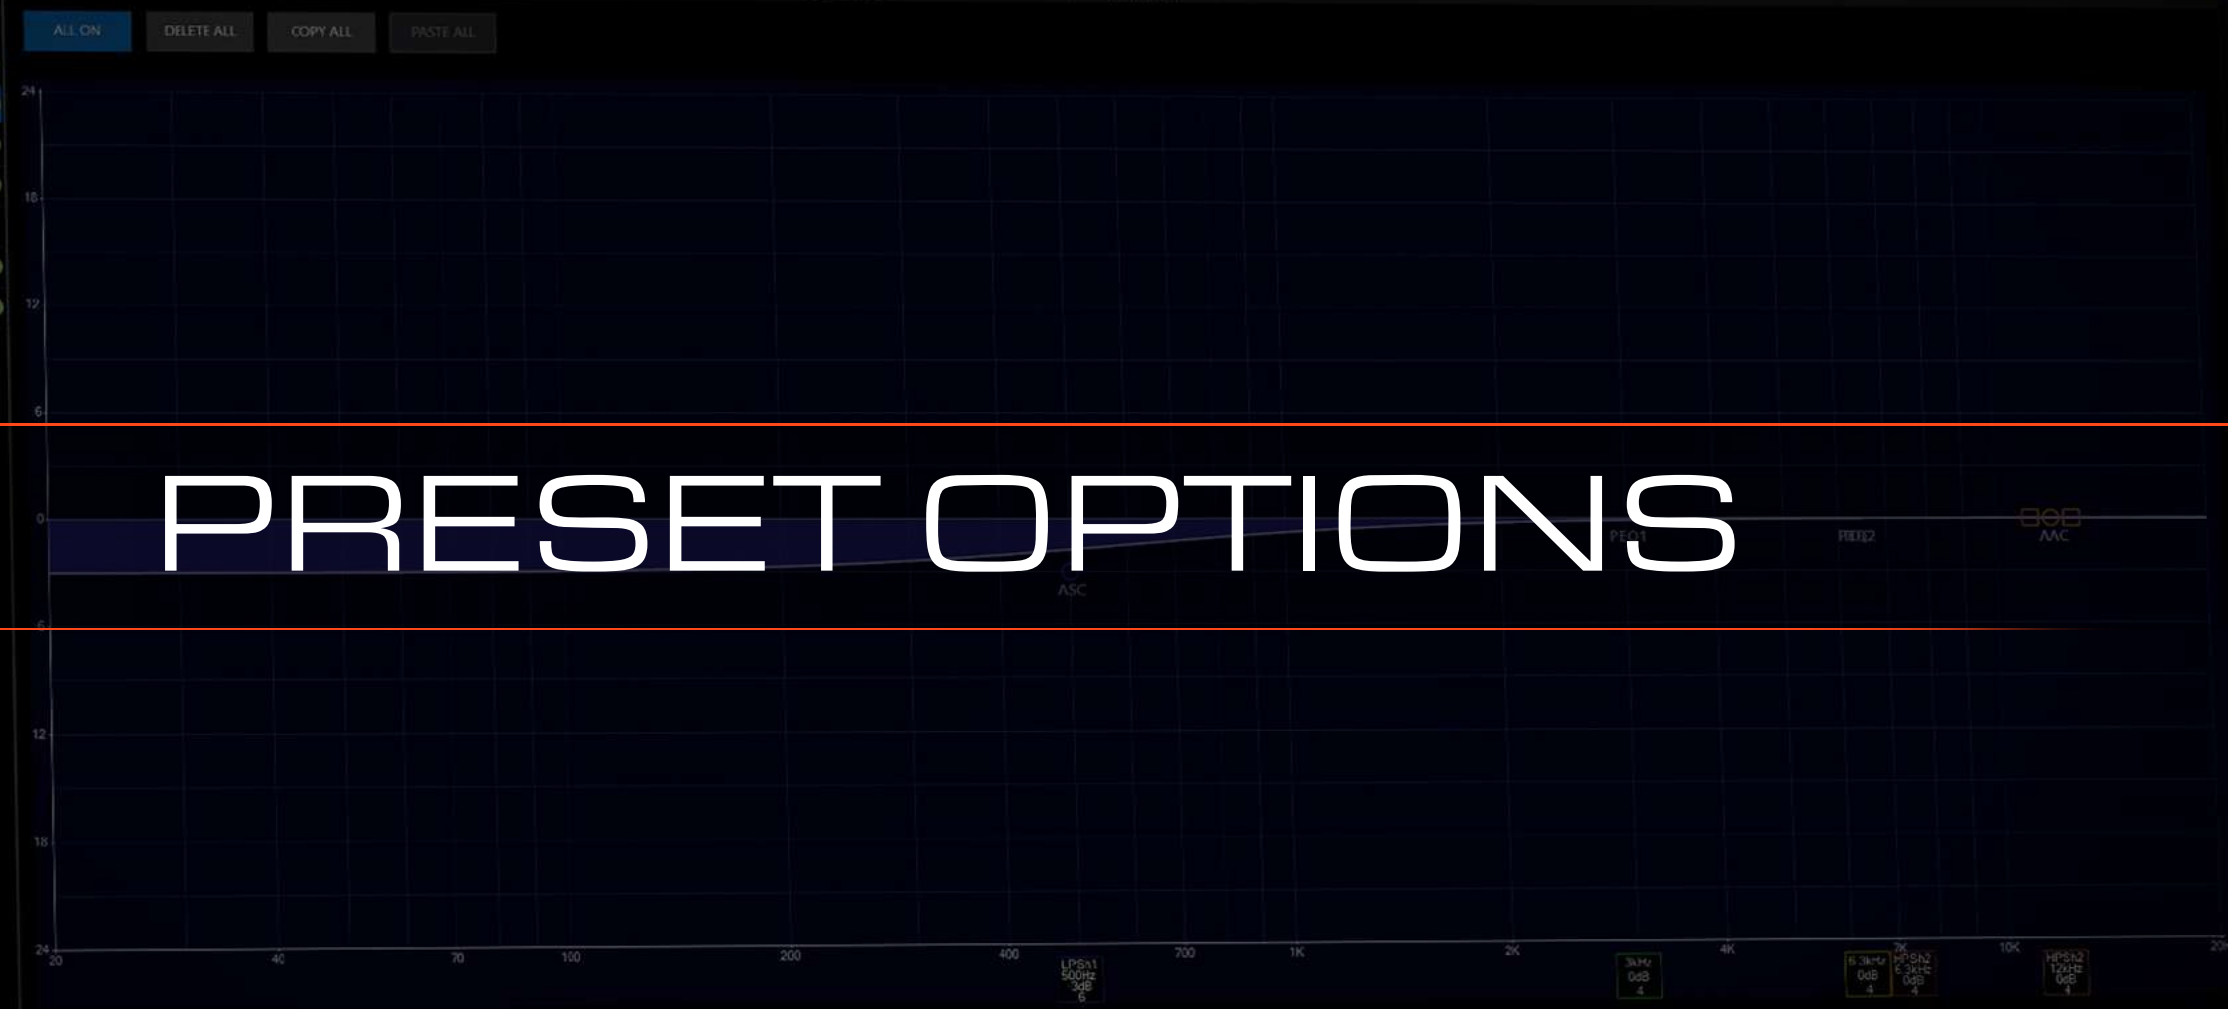 ALL ON DELETE ALL COPY ALL PASTE ALL
24
18
12
6
PRESET OPTIONS
0 PEQ1 AAC
ASC
6
12
18
24
20 40 70 100 200 400 700 1K 2K 4K 7K 10K
LPSh1 3kHz 6.3kHz HPSh2 HPSh2
500Hz 0dB 0dB 6.3kHz 12kHz
-3dB 4 4 0dB 0dB
6 4 4